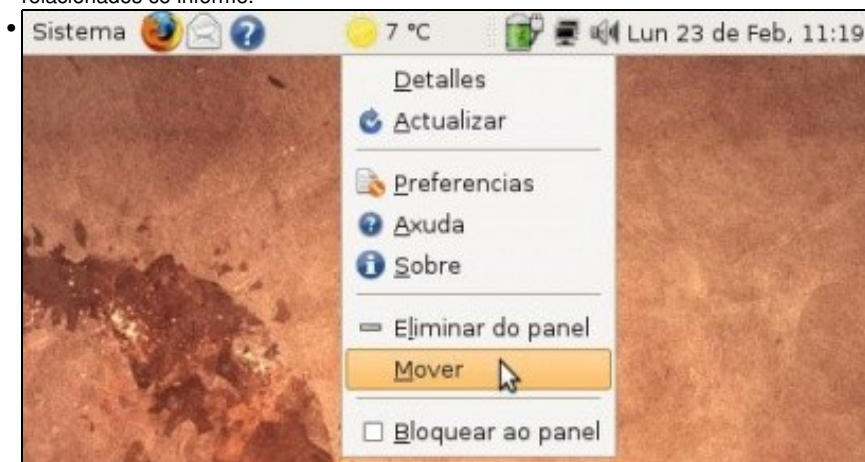 relacionados co informe.
Sistema 7 °C Lun 23 de Feb, 11:19
Detalles
Actualizar
Preferencias
Axuda
Sobre
Eliminar do panel
Mover
Bloquear ao panel